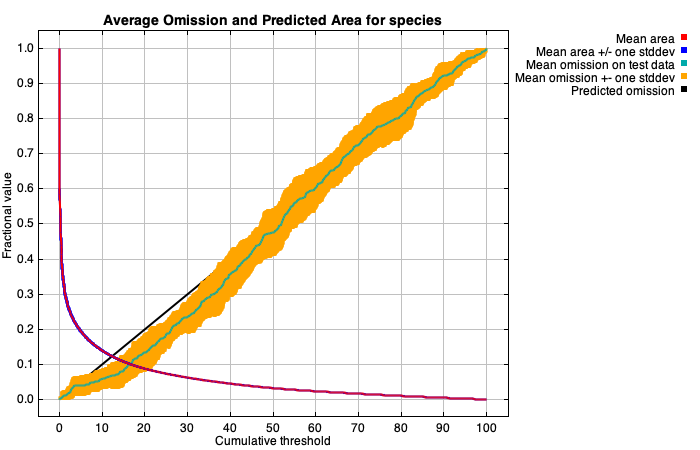 Average Omission and Predicted Area for species
Mean area
Mean area +/- one stddev
Mean omission on test data
Mean omission +- one stddev
Predicted omission
Fractional value
1.0
0.9
0.8
0.7
0.6
0.5
0.4
0.3
0.2
0.1
0.0
0 10 20 30 40 50 60 70 80 90 100
Cumulative threshold